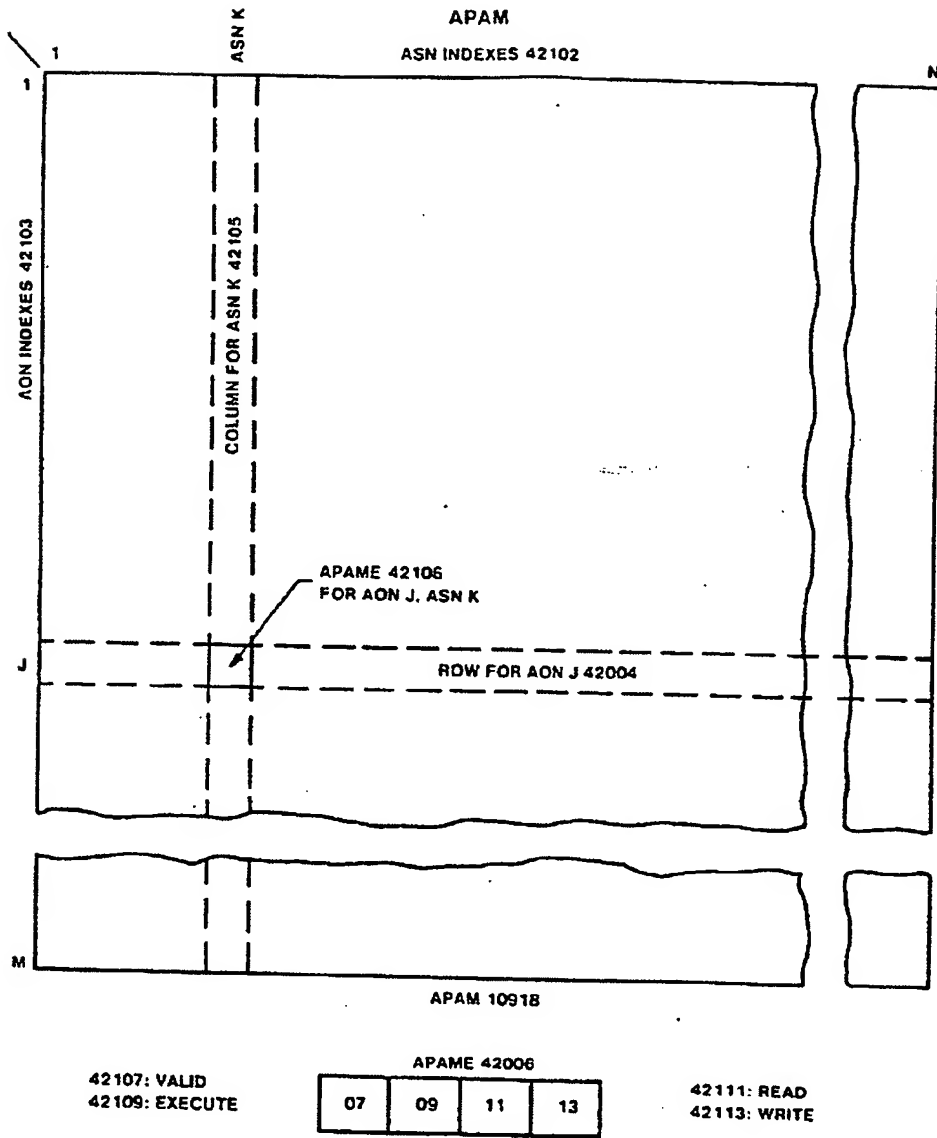 APAM
ASN K
ASN INDEXES 42102
1
N
1
AON INDEXES 42103
COLUMN FOR ASN K 42105
APAME 42106
FOR AON J, ASN K
J
ROW FOR AON J 42004
M
APAM 10918
APAME 42006
42107: VALID
42109: EXECUTE
07 09 11 13
42111: READ
42113: WRITE